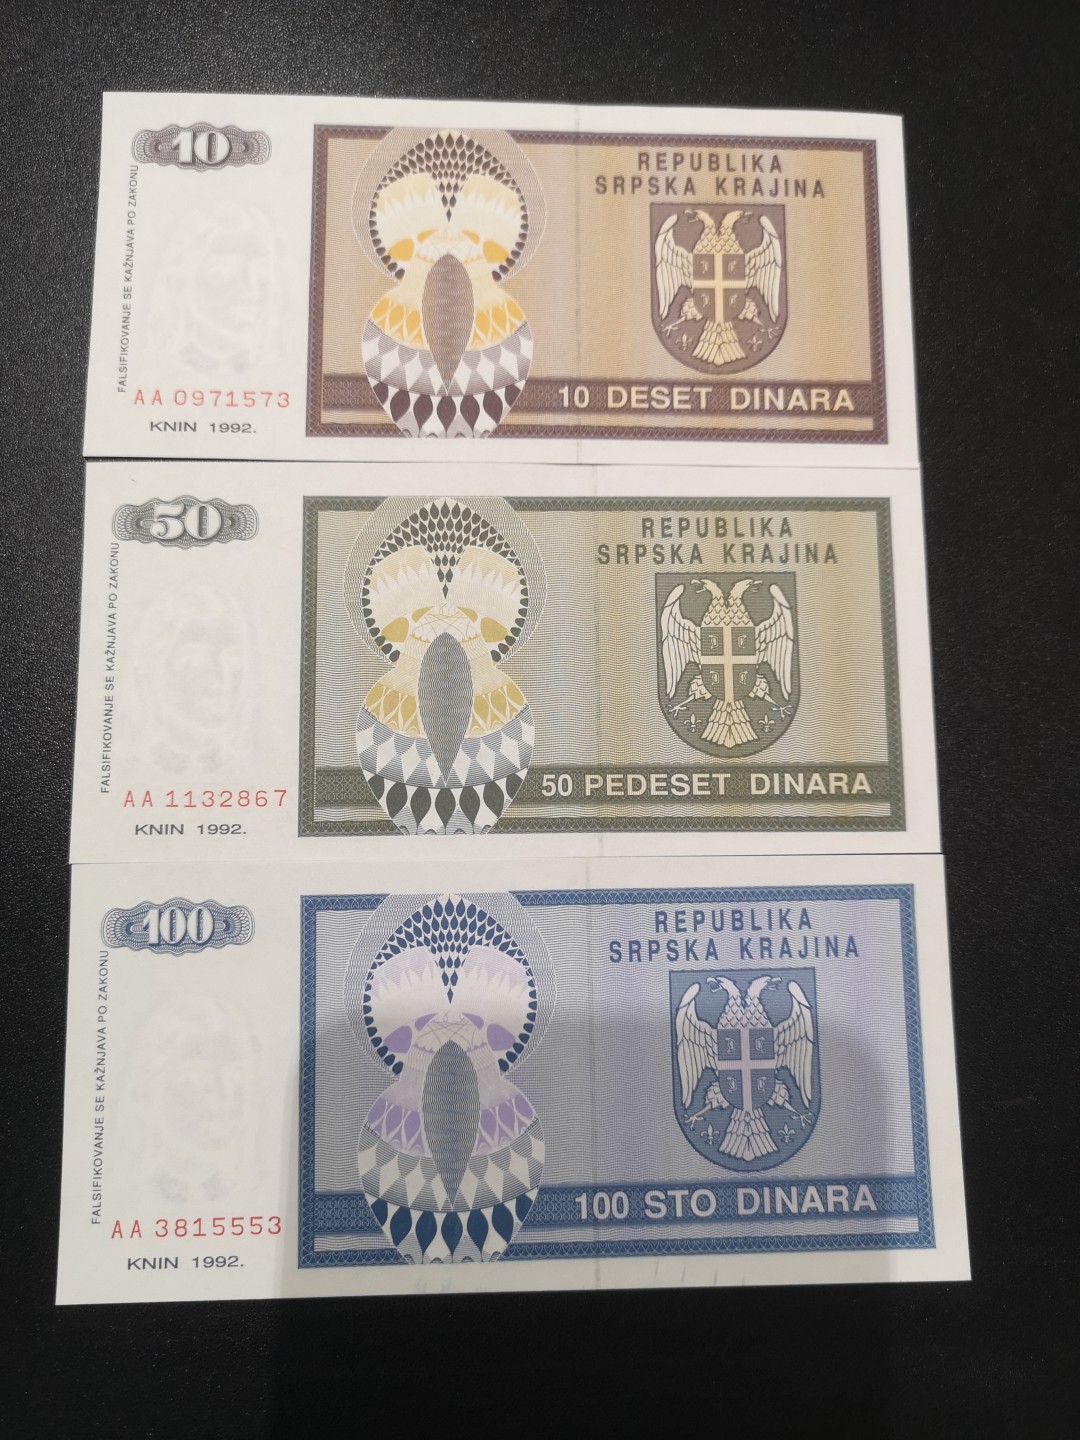 10
REPUBLIKA
SRPSKA KRAJINA
FALSIFIKOVANJE SE KAŽNJAVA PO ZAKONU
AA 0971573
KNIN 1992.
10 DESET DINARA
50
REPUBLIKA
SRPSKA KRAJINA
FALSIFIKOVANJE SE KAŽNJAVA PO ZAKONU
AA 1132867
KNIN 1992.
50 PEDESET DINARA
100
REPUBLIKA
SRPSKA KRAJINA
FALSIFIKOVANJE SE KAŽNJAVA PO ZAKONU
AA 3815553
KNIN 1992.
100 STO DINARA